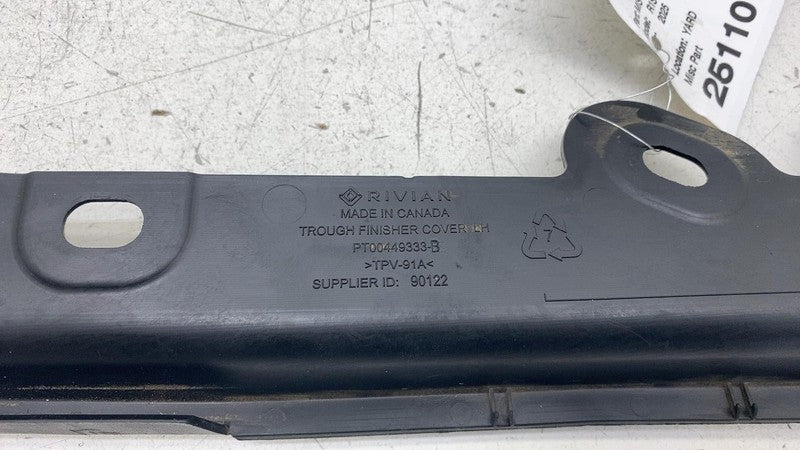 RIVIAN
MADE IN CANADA
TROUGH FINISHER COVER LH
PT00449333-B
>TPV-91A<
SUPPLIER ID: 90122
7
2025
Location: YARD
Misc Part
25110